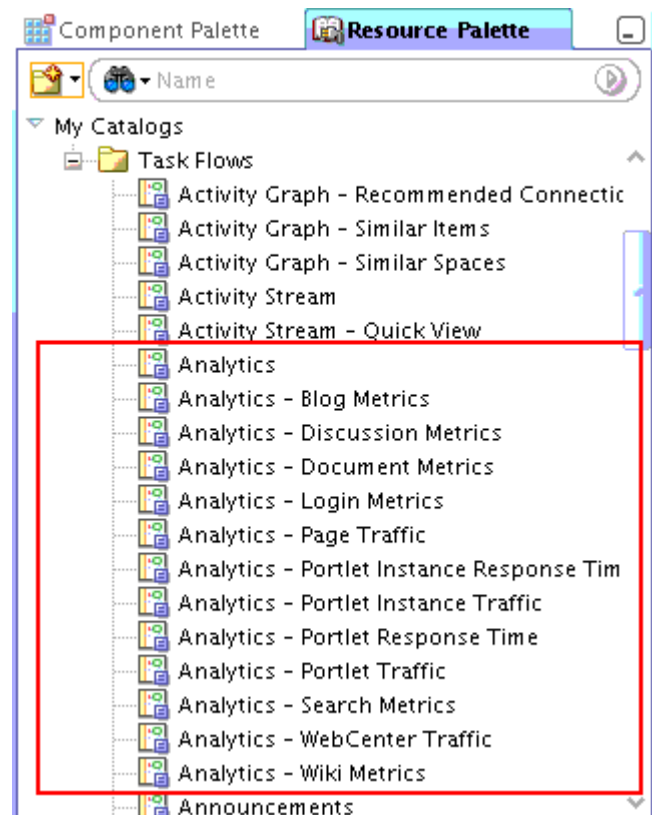 Component Palette
Resource Palette
Name
My Catalogs
Task Flows
Activity Graph - Recommended Connectic
Activity Graph - Similar Items
Activity Graph - Similar Spaces
Activity Stream
Activity Stream - Quick View
Analytics
Analytics - Blog Metrics
Analytics - Discussion Metrics
Analytics - Document Metrics
Analytics - Login Metrics
Analytics - Page Traffic
Analytics - Portlet Instance Response Tim
Analytics - Portlet Instance Traffic
Analytics - Portlet Response Time
Analytics - Portlet Traffic
Analytics - Search Metrics
Analytics - WebCenter Traffic
Analytics - Wiki Metrics
Announcements